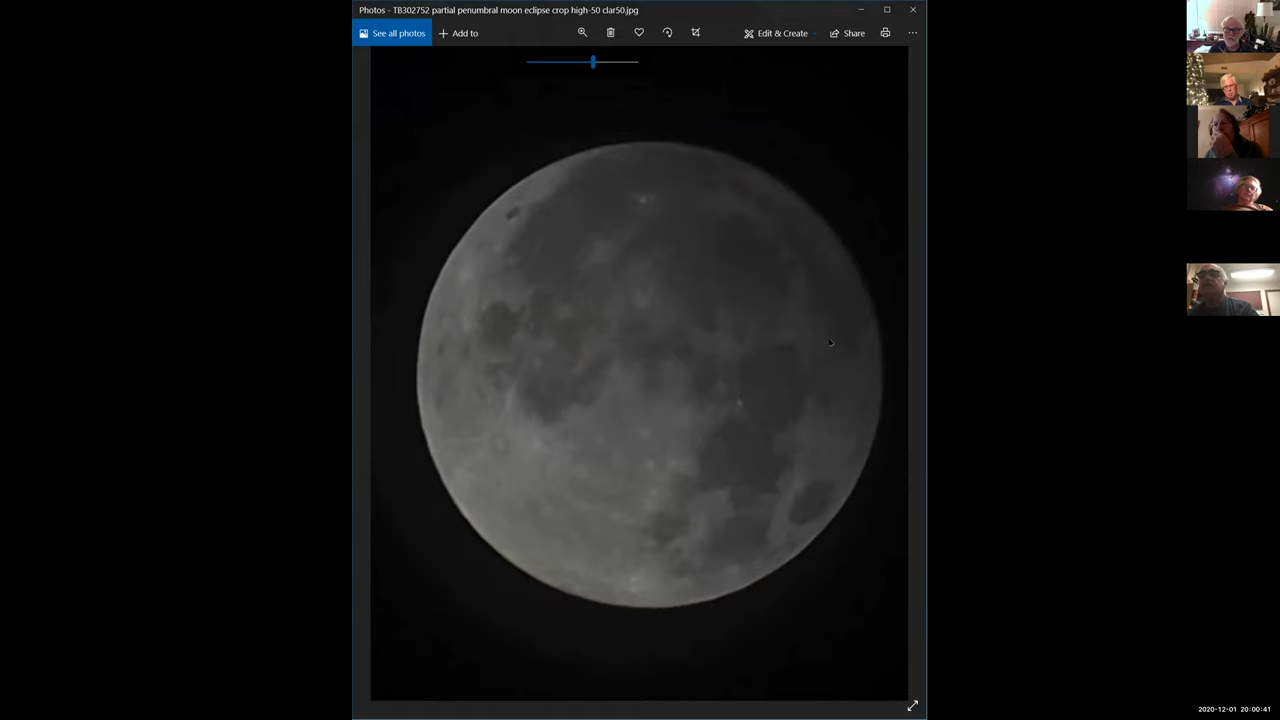 Photos - TB302752 partial penumbral moon eclipse crop high-50 clar50.jpg
See all photos
Add to
Edit & Create
Share
2020-12-01 20:00:41